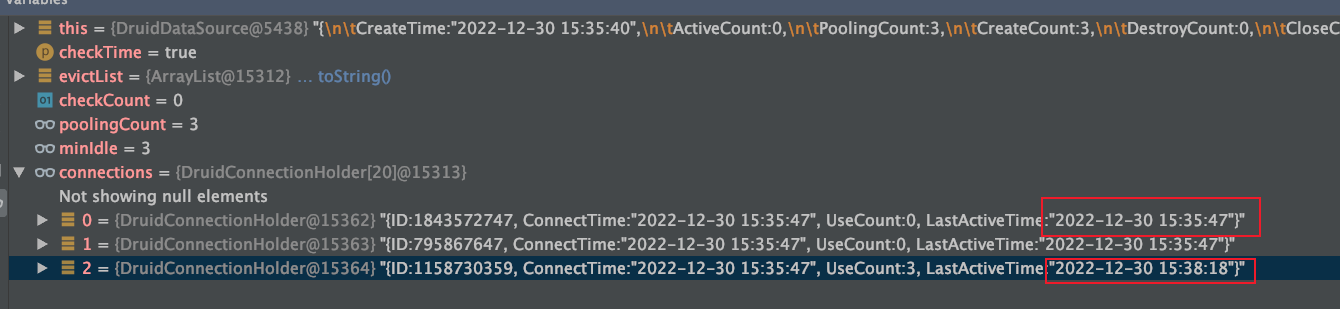 Variables
this = {DruidDataSource@5438} "{\n\tCreateTime:"2022-12-30 15:35:40",\n\tActiveCount:0,\n\tPoolingCount:3,\n\tCreateCount:3,\n\tDestroyCount:0,\n\tCloseC
p checkTime = true
evictList = {ArrayList@15312} ... toString()
01 checkCount = 0
poolingCount = 3
minIdle = 3
connections = {DruidConnectionHolder[20]@15313}
Not showing null elements
0 = {DruidConnectionHolder@15362} "{ID:1843572747, ConnectTime:"2022-12-30 15:35:47", UseCount:0, LastActiveTime:"2022-12-30 15:35:47"}"
1 = {DruidConnectionHolder@15363} "{ID:795867647, ConnectTime:"2022-12-30 15:35:47", UseCount:0, LastActiveTime:"2022-12-30 15:35:47"}"
2 = {DruidConnectionHolder@15364} "{ID:1158730359, ConnectTime:"2022-12-30 15:35:47", UseCount:3, LastActiveTime:"2022-12-30 15:38:18"}"